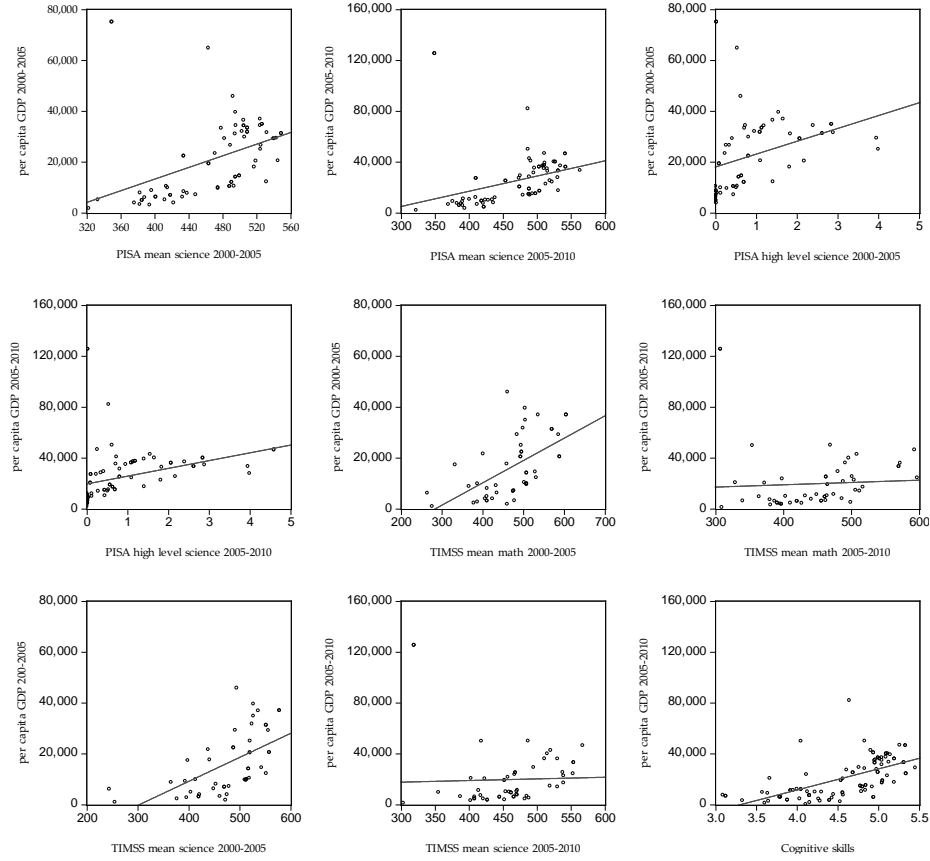 per capita GDP 2000-2005
80,000
60,000
40,000
20,000
0
320 360 400 440 480 520 560
PISA mean science 2000-2005
per capita GDP 2005-2010
160,000
120,000
80,000
40,000
0
300 350 400 450 500 550 600
PISA mean science 2005-2010
per capita GDP 2000-2005
80,000
60,000
40,000
20,000
0
0 1 2 3 4 5
PISA high level science 2000-2005
per capita GDP 2005-2010
160,000
120,000
80,000
40,000
0
0 1 2 3 4 5
PISA high level science 2005-2010
per capita GDP 2000-2005
80,000
60,000
40,000
20,000
0
200 300 400 500 600 700
TIMSS mean math 2000-2005
per capita GDP 2005-2010
160,000
120,000
80,000
40,000
0
300 400 500 600
TIMSS mean math 2005-2010
per capita GDP 200-2005
80,000
60,000
40,000
20,000
0
200 300 400 500 600
TIMSS mean science 2000-2005
per capita GDP 2005-2010
160,000
120,000
80,000
40,000
0
300 350 400 450 500 550 600
TIMSS mean science 2005-2010
per capita GDP 2005-2010
160,000
120,000
80,000
40,000
0
3.0 3.5 4.0 4.5 5.0 5.5
Cognitive skills